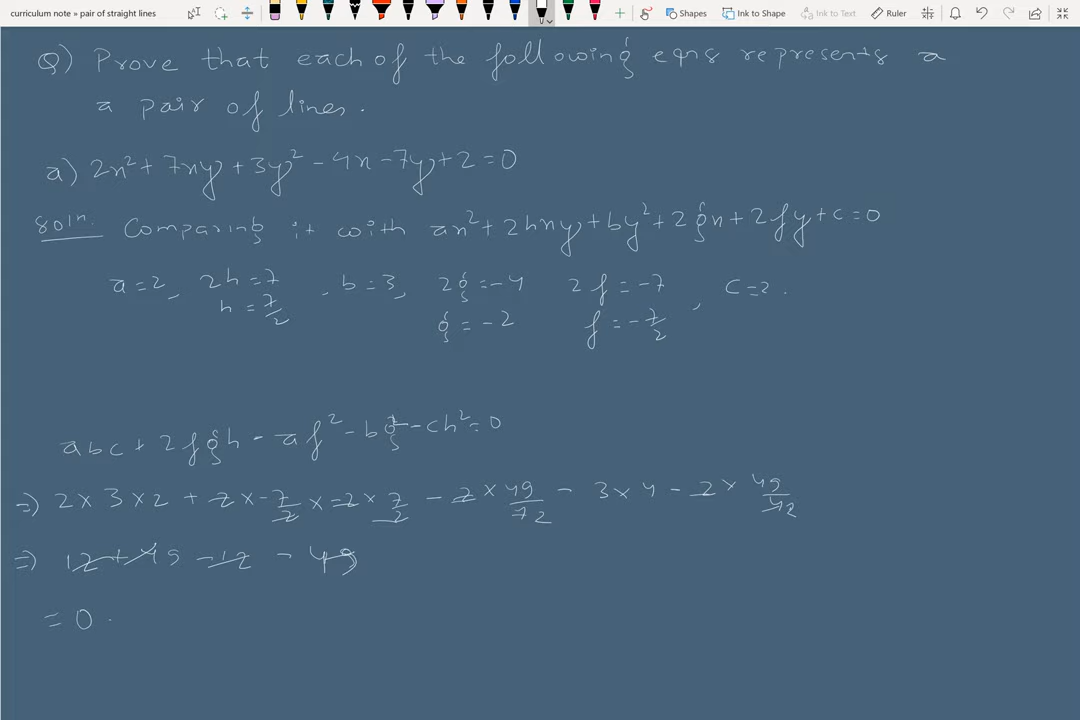 curriculum note » pair of straight lines
Shapes Ink to Shape Ink to Text Ruler
Q) Prove that each of the following eqns represents a
a pair of lines.
a) 2x² + 7xy + 3y² - 4x - 7y + 2 = 0
soln. Comparing it with ax² + 2hxy + by² + 2gx + 2fy + c = 0
a = 2, 2h = 7 , b = 3, 2g = -4 2f = -7 , c = 2.
h = 7/2 g = -2 f = -7/2
abc + 2fgh - af² - bg² - ch² = 0
=) 2 × 3 × 2 + 2 × -7/2 × -2 × 7/2 - 2 × 49/42 - 3 × 4 - 2 × 49/42
=) 12 + 49 - 12 - 49
= 0.